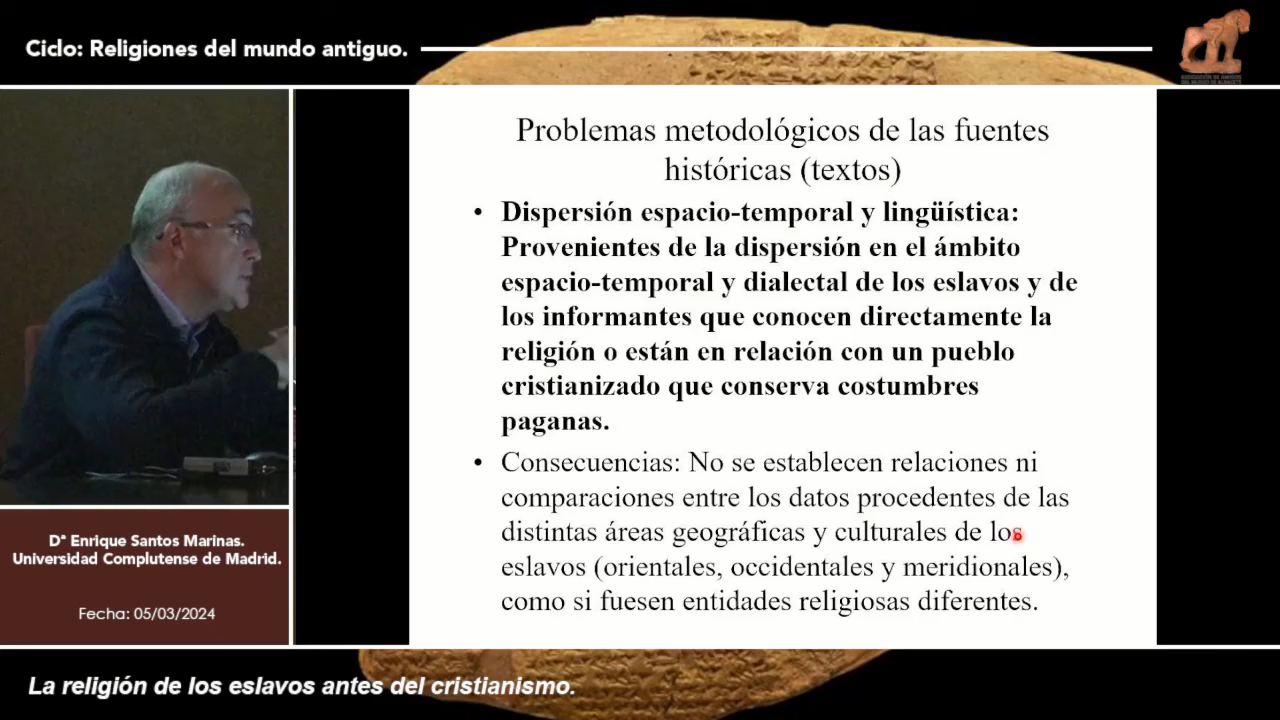 Ciclo: Religiones del mundo antiguo.
Problemas metodológicos de las fuentes
históricas (textos)
• Dispersión espacio-temporal y lingüística:
Provenientes de la dispersión en el ámbito
espacio-temporal y dialectal de los eslavos y de
los informantes que conocen directamente la
religión o están en relación con un pueblo
cristianizado que conserva costumbres
paganas.
• Consecuencias: No se establecen relaciones ni
comparaciones entre los datos procedentes de las
distintas áreas geográficas y culturales de los
eslavos (orientales, occidentales y meridionales),
como si fuesen entidades religiosas diferentes.
Dª Enrique Santos Marinas.
Universidad Complutense de Madrid.
Fecha: 05/03/2024
La religión de los eslavos antes del cristianismo.